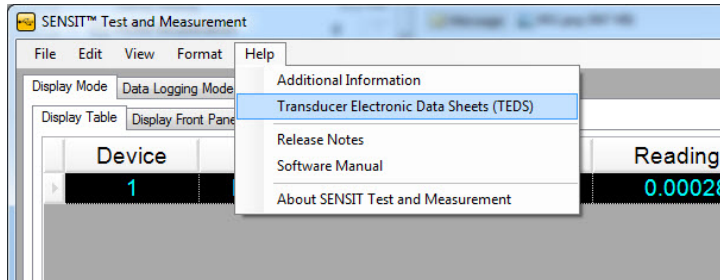 SENSIT™ Test and Measurement
File Edit View Format Help
Additional Information
Display Mode Data Logging Mode
Transducer Electronic Data Sheets (TEDS)
Display Table Display Front Pane
Release Notes
Device Reading
Software Manual
1 0.00028
About SENSIT Test and Measurement